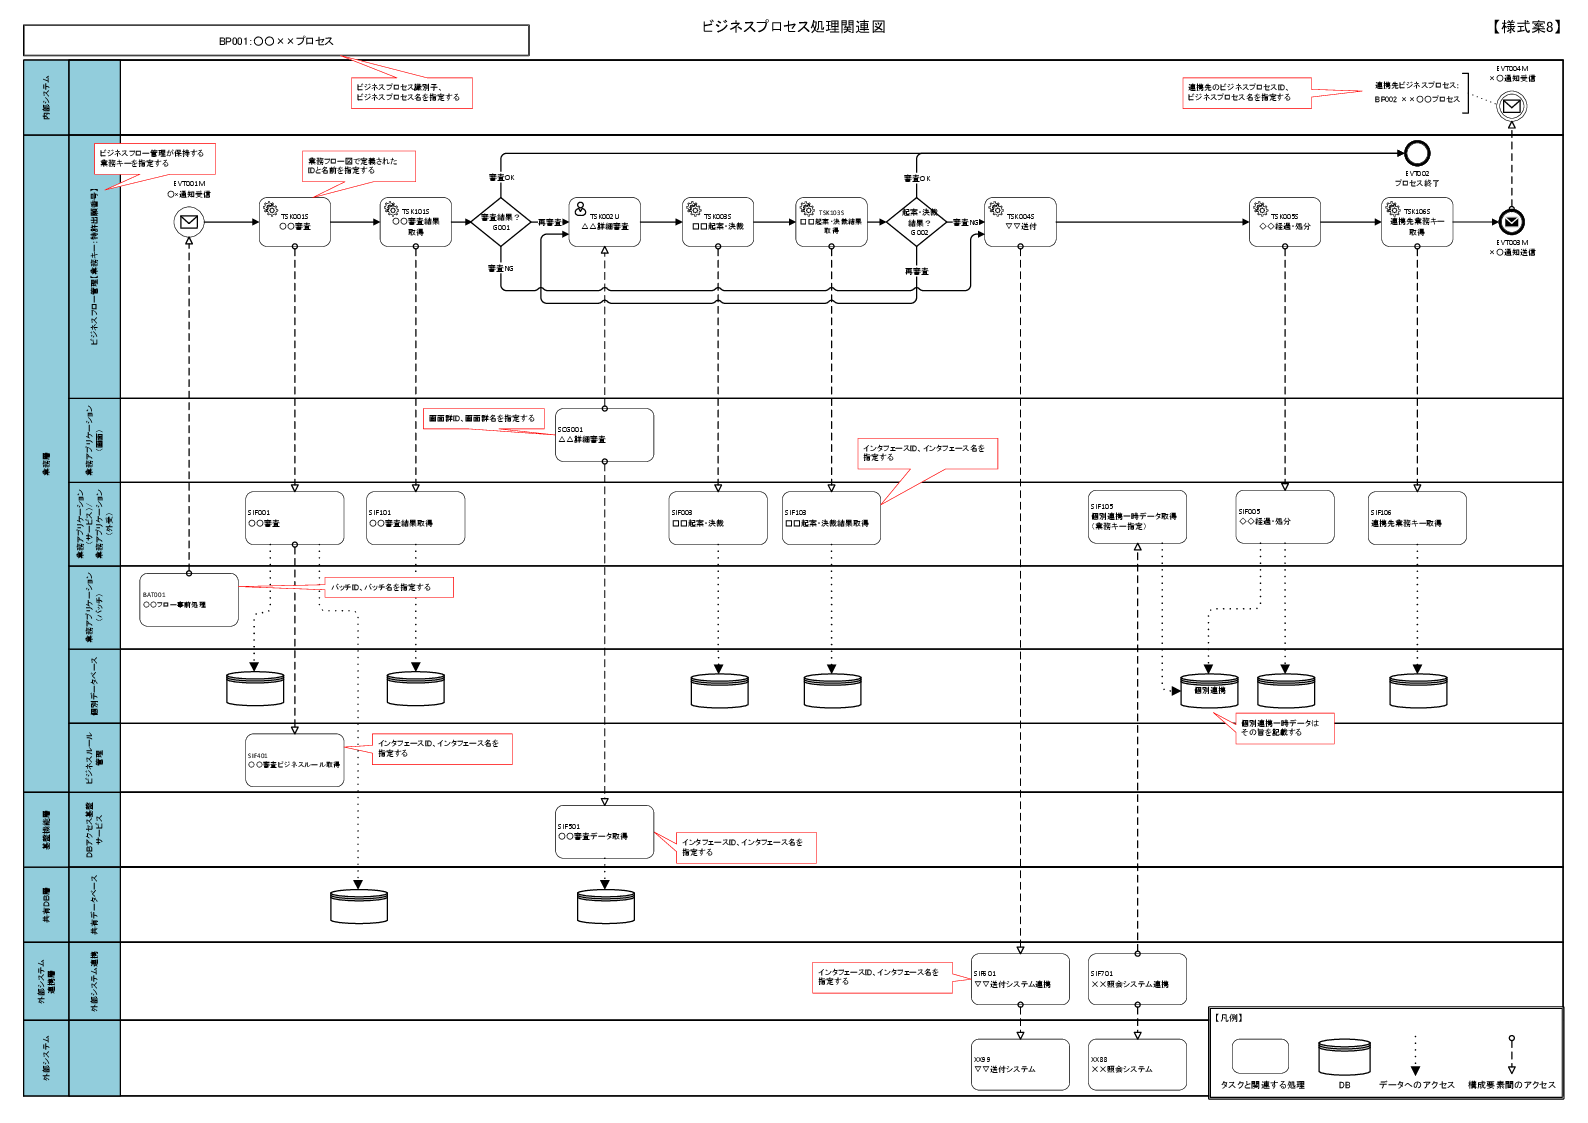 ビジネスプロセス処理関連図
【様式案8】
BP001:〇〇××プロセス
内部システム
ビジネスプロセス識別子、
ビジネスプロセス名を指定する
連携先のビジネスプロセスID、
ビジネスプロセス名を指定する
連携先ビジネスプロセス:
BP002 ××〇〇プロセス
EVT004M
×〇通知受信
業務層
ビジネスフロー管理【業務キー:特許出願番号】
ビジネスフロー管理が保持する
業務キーを指定する
業務フロー図で定義された
IDと名前を指定する
EVT001M
〇×通知受信
TSK001S
〇〇審査
TSK101S
〇〇審査結果
取得
審査OK
審査結果?
G001
審査NG
再審査
TSK002U
△△詳細審査
TSK003S
□□起案・決裁
TSK103S
□□起案・決裁結果
取得
審査OK
起案・決裁
結果?
G002
再審査
審査NG
TSK004S
▽▽送付
TSK005S
◇◇経過・処分
TSK106S
連携先業務キー
取得
EVT002
プロセス終了
EVT003M
×〇通知送信
業務アプリケーション
(画面)
画面群ID、画面群名を指定する
SCG001
△△詳細審査
インタフェースID、インタフェース名を
指定する
業務アプリケーション
(サービス)/
業務アプリケーション
(外受)
SIF001
〇〇審査
SIF101
〇〇審査結果取得
SIF003
□□起案・決裁
SIF103
□□起案・決裁結果取得
SIF105
個別連携一時データ取得
(業務キー指定)
SIF005
◇◇経過・処分
SIF106
連携先業務キー取得
業務アプリケーション
(バッチ)
BAT001
〇〇フロー事前処理
バッチID、バッチ名を指定する
個別データベース
個別連携
個別連携一時データは
その旨を記載する
ビジネスルール
管理
SIF401
〇〇審査ビジネスルール取得
インタフェースID、インタフェース名を
指定する
基盤機能層
DBアクセス基盤
サービス
SIF501
〇〇審査データ取得
インタフェースID、インタフェース名を
指定する
共有DB層
共有データベース
外部システム
連携層
外部システム連携
インタフェースID、インタフェース名を
指定する
SIF601
▽▽送付システム連携
SIF701
××照会システム連携
外部システム
XX99
▽▽送付システム
XX88
××照会システム
【凡例】
タスクと関連する処理
DB
データへのアクセス
構成要素間のアクセス